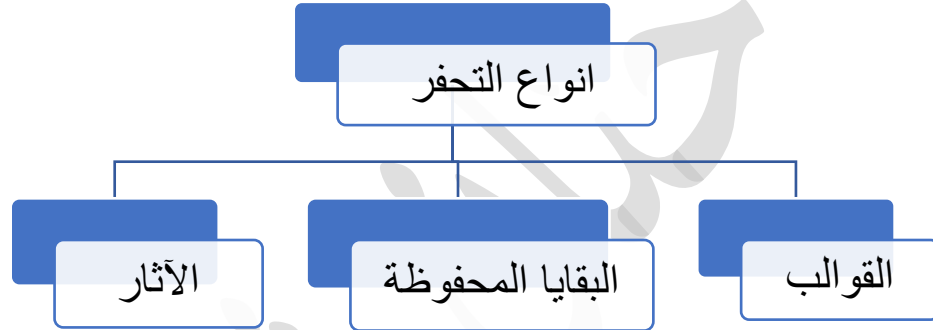 انواع التحفر
القوالب
البقايا المحفوظة
الآثار